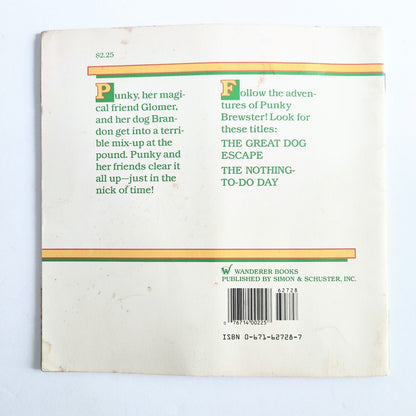 $2.25
Punky, her magi-
cal friend Glomer,
and her dog Bran-
don get into a terri-
ble mix-up at the
pound. Punky and
her friends clear it
all up—just in the
nick of time!
Follow the adven-
tures of Punky
Brewster! Look for
these titles:
THE GREAT DOG
ESCAPE
THE NOTHING-
TO-DO DAY
W WANDERER BOOKS
PUBLISHED BY SIMON & SCHUSTER, INC.
62728
0 76714 00225
ISBN 0-671-62728-7